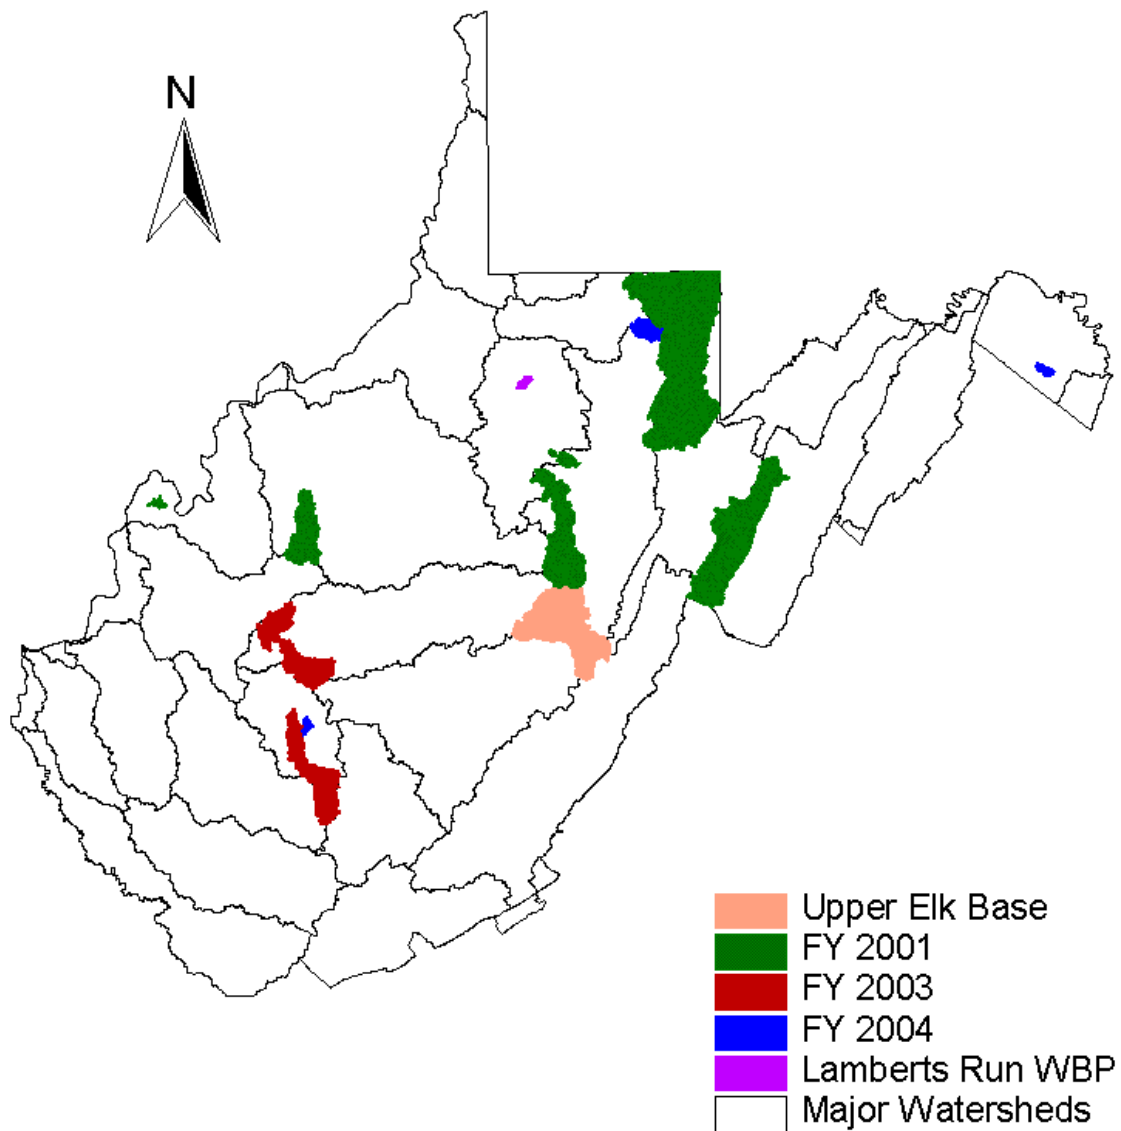 N
Upper Elk Base
FY 2001
FY 2003
FY 2004
Lamberts Run WBP
Major Watersheds